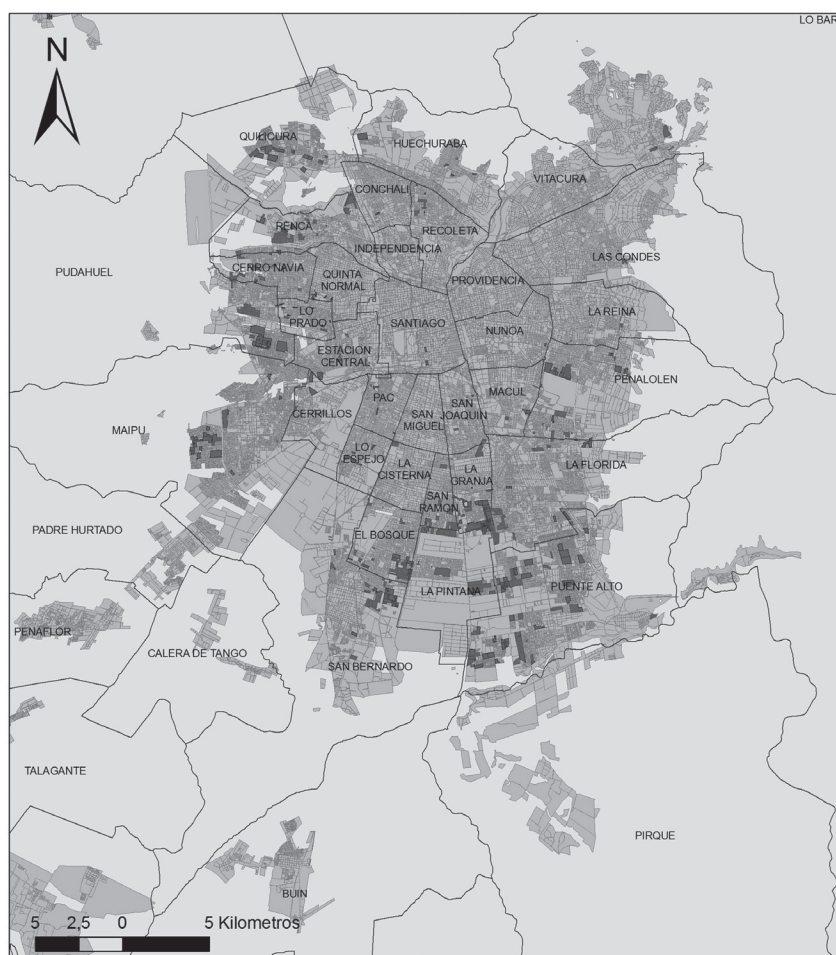 LO BAR
N
QUILICURA
HUECHURABA
VITACURA
CONCHALI
RENCA
RECOLETA
INDEPENDENCIA
LAS CONDES
PUDAHUEL
CERRO NAVIA
QUINTA
NORMAL
PROVIDENCIA
LO
PRADO
SANTIAGO
LA REINA
NUNOA
ESTACION
CENTRAL
PENALOLEN
PAC
MACUL
SAN
JOAQUIN
CERRILLOS
SAN
MIGUEL
MAIPU
LO
ESPEJO
LA
CISTERNA
LA
GRANJA
LA FLORIDA
SAN
RAMON
PADRE HURTADO
EL BOSQUE
LA PINTANA
PUENTE ALTO
PENAFLOR
CALERA DE TANGO
SAN BERNARDO
TALAGANTE
PIRQUE
BUIN
5 2,5 0 5 Kilometros